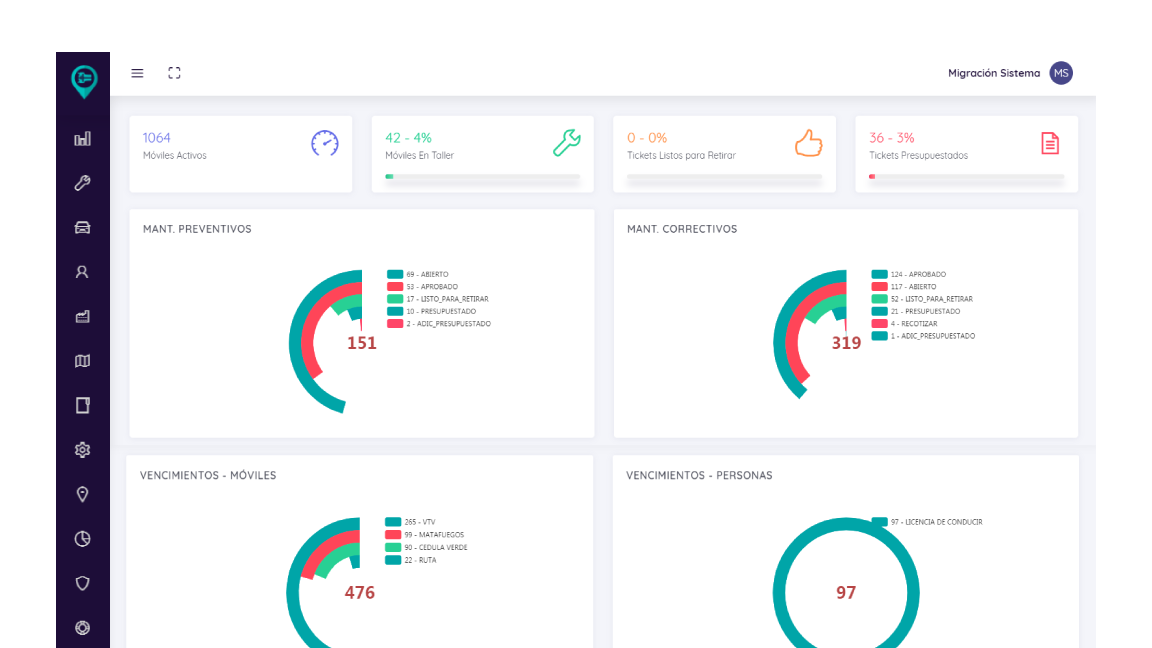 Migración Sistema MS
1064
Móviles Activos
42 - 4%
Móviles En Taller
0 - 0%
Tickets Listos para Retirar
36 - 3%
Tickets Presupuestados
MANT. PREVENTIVOS
69 - ABIERTO
53 - APROBADO
17 - LISTO_PARA_RETIRAR
10 - PRESUPUESTADO
2 - ADIC_PRESUPUESTADO
151
MANT. CORRECTIVOS
124 - APROBADO
117 - ABIERTO
52 - LISTO_PARA_RETIRAR
21 - PRESUPUESTADO
4 - RECOTIZAR
1 - ADIC_PRESUPUESTADO
319
VENCIMIENTOS - MÓVILES
265 - VTV
99 - MATAFUEGOS
90 - CEDULA VERDE
22 - RUTA
476
VENCIMIENTOS - PERSONAS
97 - LICENCIA DE CONDUCIR
97